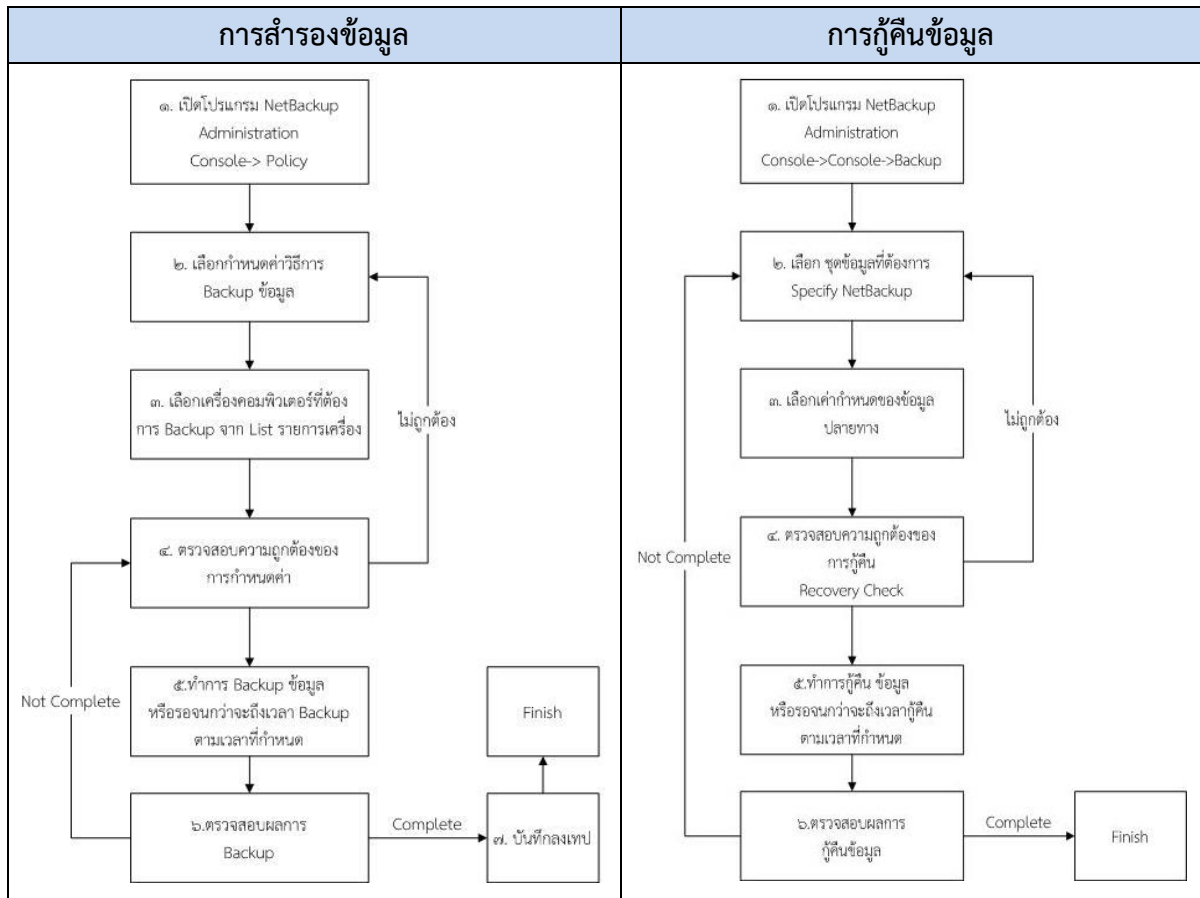 การสำรองข้อมูล
๑. เปิดโปรแกรม NetBackup
Administration
Console-> Policy
๒. เลือกกำหนดค่าวิธีการ
Backup ข้อมูล
๓. เลือกเครื่องคอมพิวเตอร์ที่ต้อง
การ Backup จาก List รายการเครื่อง
ไม่ถูกต้อง
๔. ตรวจสอบความถูกต้องของ
การกำหนดค่า
Not Complete
๕.ทำการ Backup ข้อมูล
หรือรอจนกว่าจะถึงเวลา Backup
ตามเวลาที่กำหนด
Finish
๖.ตรวจสอบผลการ
Backup
Complete
๗. บันทึกลงเทป
การกู้คืนข้อมูล
๑. เปิดโปรแกรม NetBackup
Administration
Console->Console->Backup
๒. เลือก ชุดข้อมูลที่ต้องการ
Specify NetBackup
๓. เลือกเค่ากำหนดของข้อมูล
ปลายทาง
ไม่ถูกต้อง
๔. ตรวจสอบความถูกต้องของ
การกู้คืน
Recovery Check
Not Complete
๕.ทำการกู้คืน ข้อมูล
หรือรอจนกว่าจะถึงเวลากู้คืน
ตามเวลาที่กำหนด
๖.ตรวจสอบผลการ
กู้คืนข้อมูล
Complete
Finish